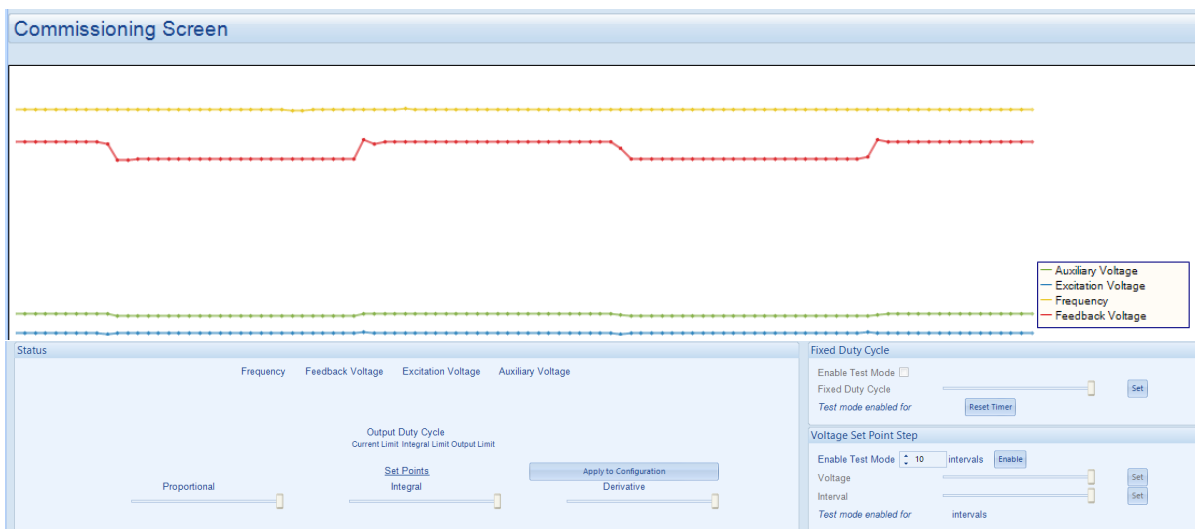 Commissioning Screen
Auxiliary Voltage
Excitation Voltage
Frequency
Feedback Voltage
Status
Frequency Feedback Voltage Excitation Voltage Auxiliary Voltage
Output Duty Cycle
Current Limit Integral Limit Output Limit
Set Points
Apply to Configuration
Proportional Integral Derivative
Fixed Duty Cycle
Enable Test Mode
Fixed Duty Cycle Set
Test mode enabled for Reset Timer
Voltage Set Point Step
Enable Test Mode 10 intervals Enable
Voltage Set
Interval Set
Test mode enabled for intervals